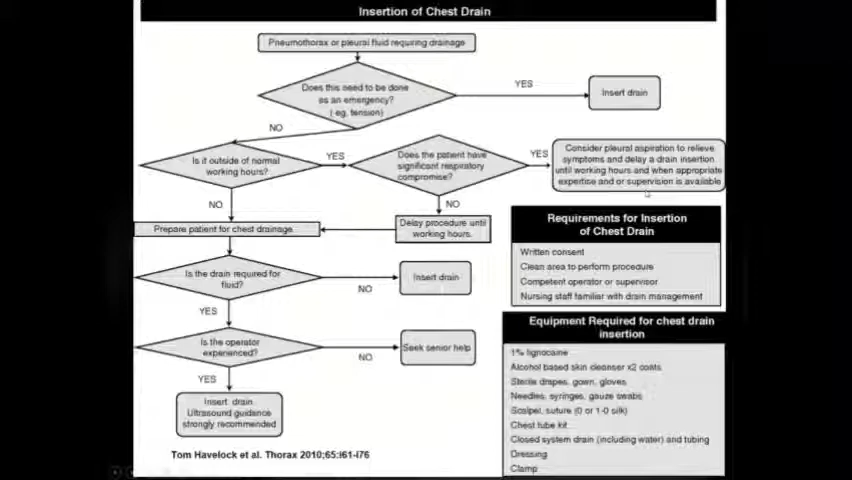 Insertion of Chest Drain
Pneumothorax or pleural fluid requiring drainage
Does this need to be done
as an emergency?
(eg. tension)
YES
Insert drain
NO
Is it outside of normal
working hours?
YES
Does the patient have
significant respiratory
compromise?
YES
Consider pleural aspiration to relieve
symptoms and delay a drain insertion
until working hours and when appropriate
expertise and or supervision is available
NO
NO
Prepare patient for chest drainage.
Delay procedure until
working hours.
Is the drain required for
fluid?
NO
Insert drain
YES
Is the operator
experienced?
NO
Seek senior help
YES
Insert drain
Ultrasound guidance
strongly recommended
Requirements for Insertion
of Chest Drain
Written consent
Clean area to perform procedure
Competent operator or supervisor
Nursing staff familiar with drain management
Equipment Required for chest drain
insertion
1% lignocaine
Alcohol based skin cleanser x2 coats
Sterile drapes, gown, gloves
Needles, syringes, gauze swabs
Scalpel, suture (0 or 1-0 silk)
Chest tube kit
Closed system drain (including water) and tubing
Dressing
Clamp
Tom Havelock et al. Thorax 2010;65:i61-i76